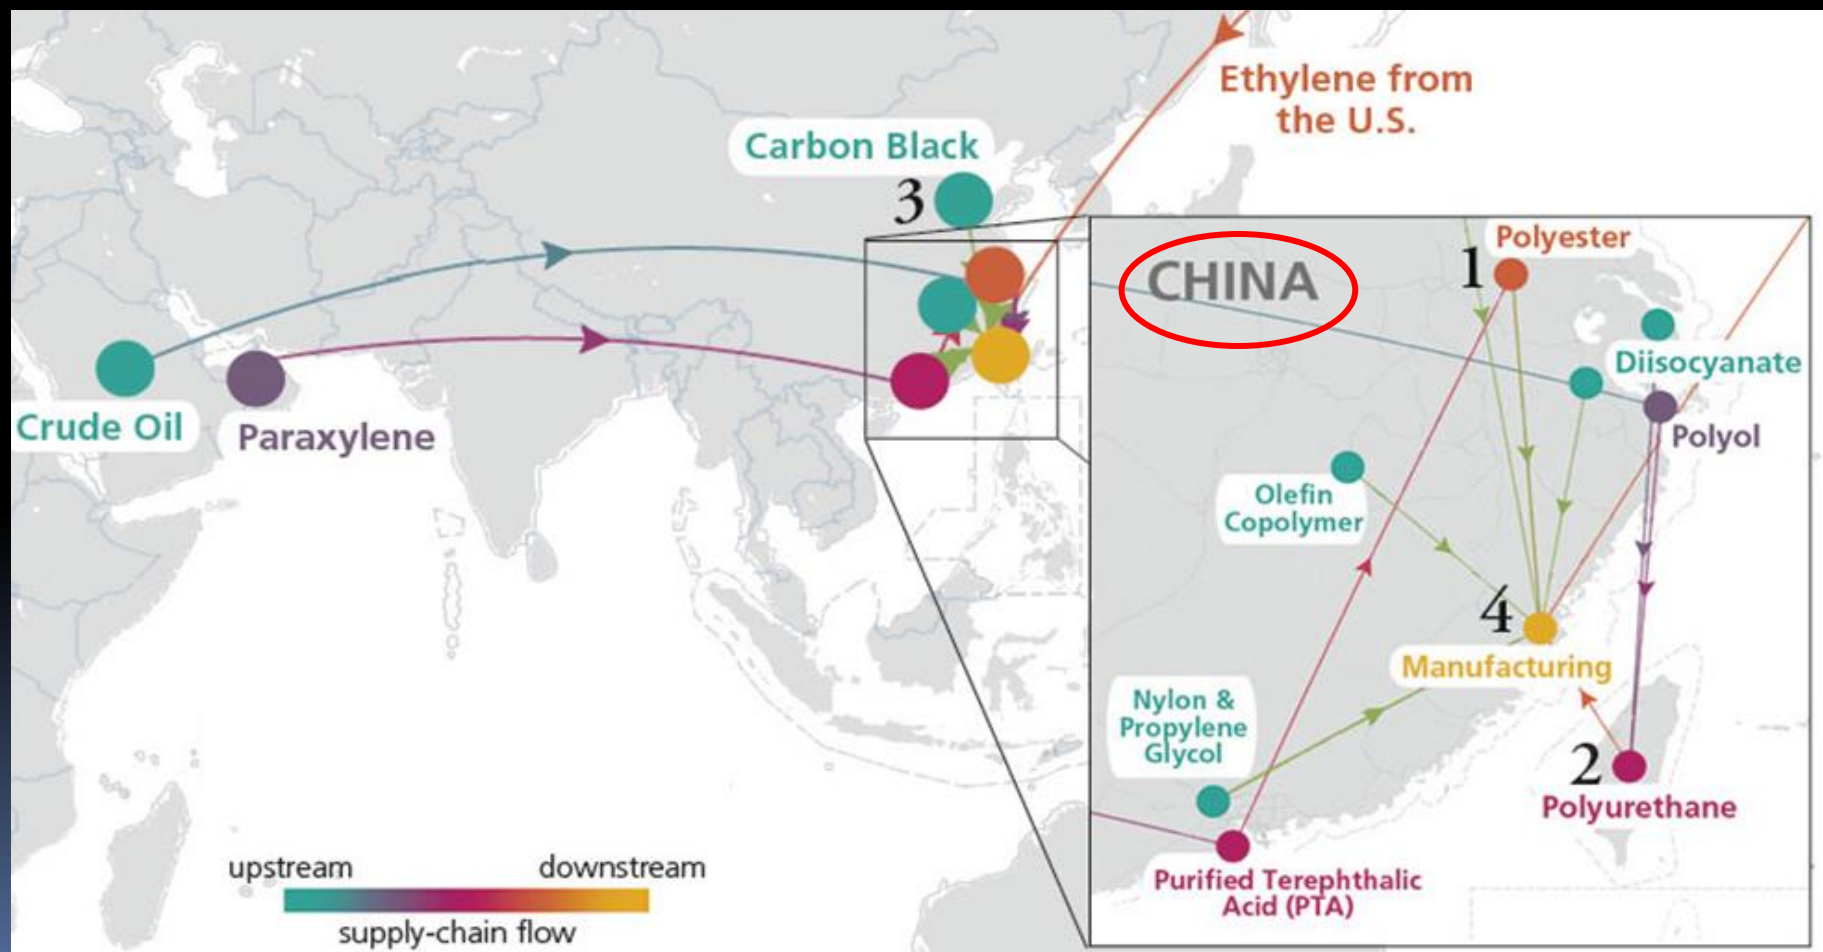 Ethylene from
the U.S.
Carbon Black
3
Crude Oil
Paraxylene
CHINA
1
Polyester
Diisocyanate
Polyol
Olefin
Copolymer
4
Manufacturing
Nylon &
Propylene
Glycol
2
Polyurethane
Purified Terephthalic
Acid (PTA)
upstream
downstream
supply-chain flow